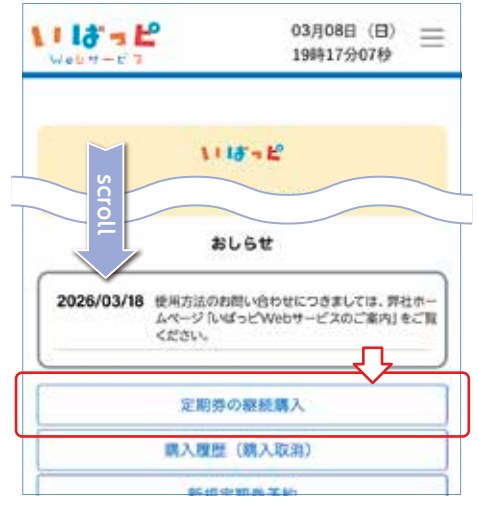 いばっピ
Webサービス
03月08日（日）
19時17分07秒
いばっピ
scroll
おしらせ
2026/03/18 使用方法のお問い合わせにつきましては、弊社ホー
ムページ「いばっピWebサービスのご案内」をご覧
ください。
定期券の継続購入
購入履歴（購入取消）
新規定期券予約